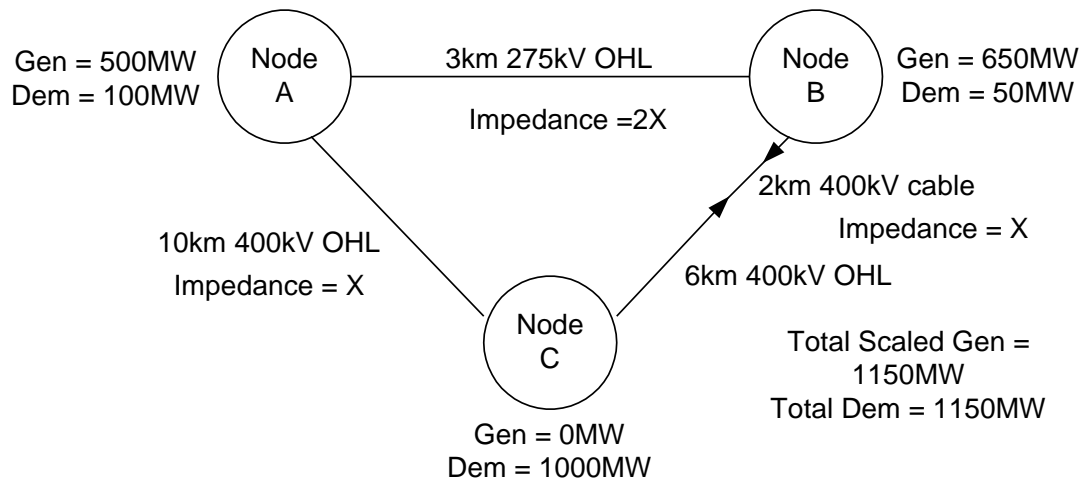 Gen = 500MW
Dem = 100MW
Node
A
3km 275kV OHL
Impedance =2X
Node
B
Gen = 650MW
Dem = 50MW
2km 400kV cable
Impedance = X
10km 400kV OHL
Impedance = X
6km 400kV OHL
Node
C
Gen = 0MW
Dem = 1000MW
Total Scaled Gen =
1150MW
Total Dem = 1150MW